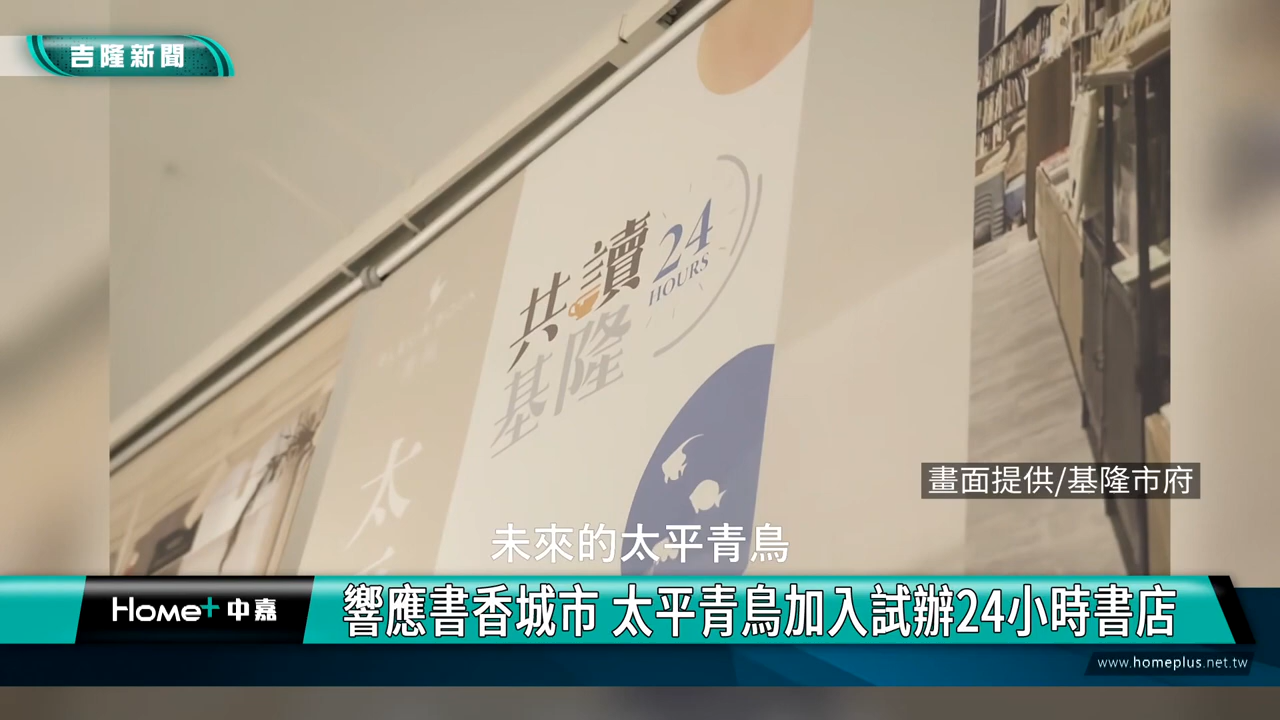 吉隆新聞
共讀
24
HOURS
基隆
太
畫面提供/基隆市府
未來的太平青鳥
Home+中嘉
響應書香城市 太平青鳥加入試辦24小時書店
www.homeplus.net.tw